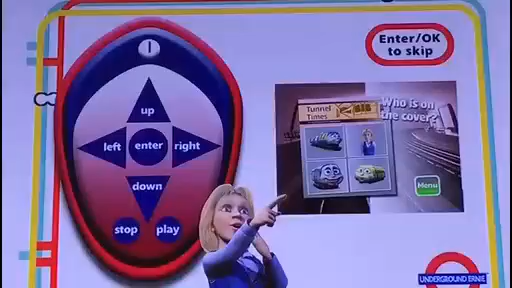 Enter/OK
to skip
up
left
enter
right
down
stop
play
Tunnel
Times
Who is on
the cover?
Menu
UNDERGROUND ERNIE